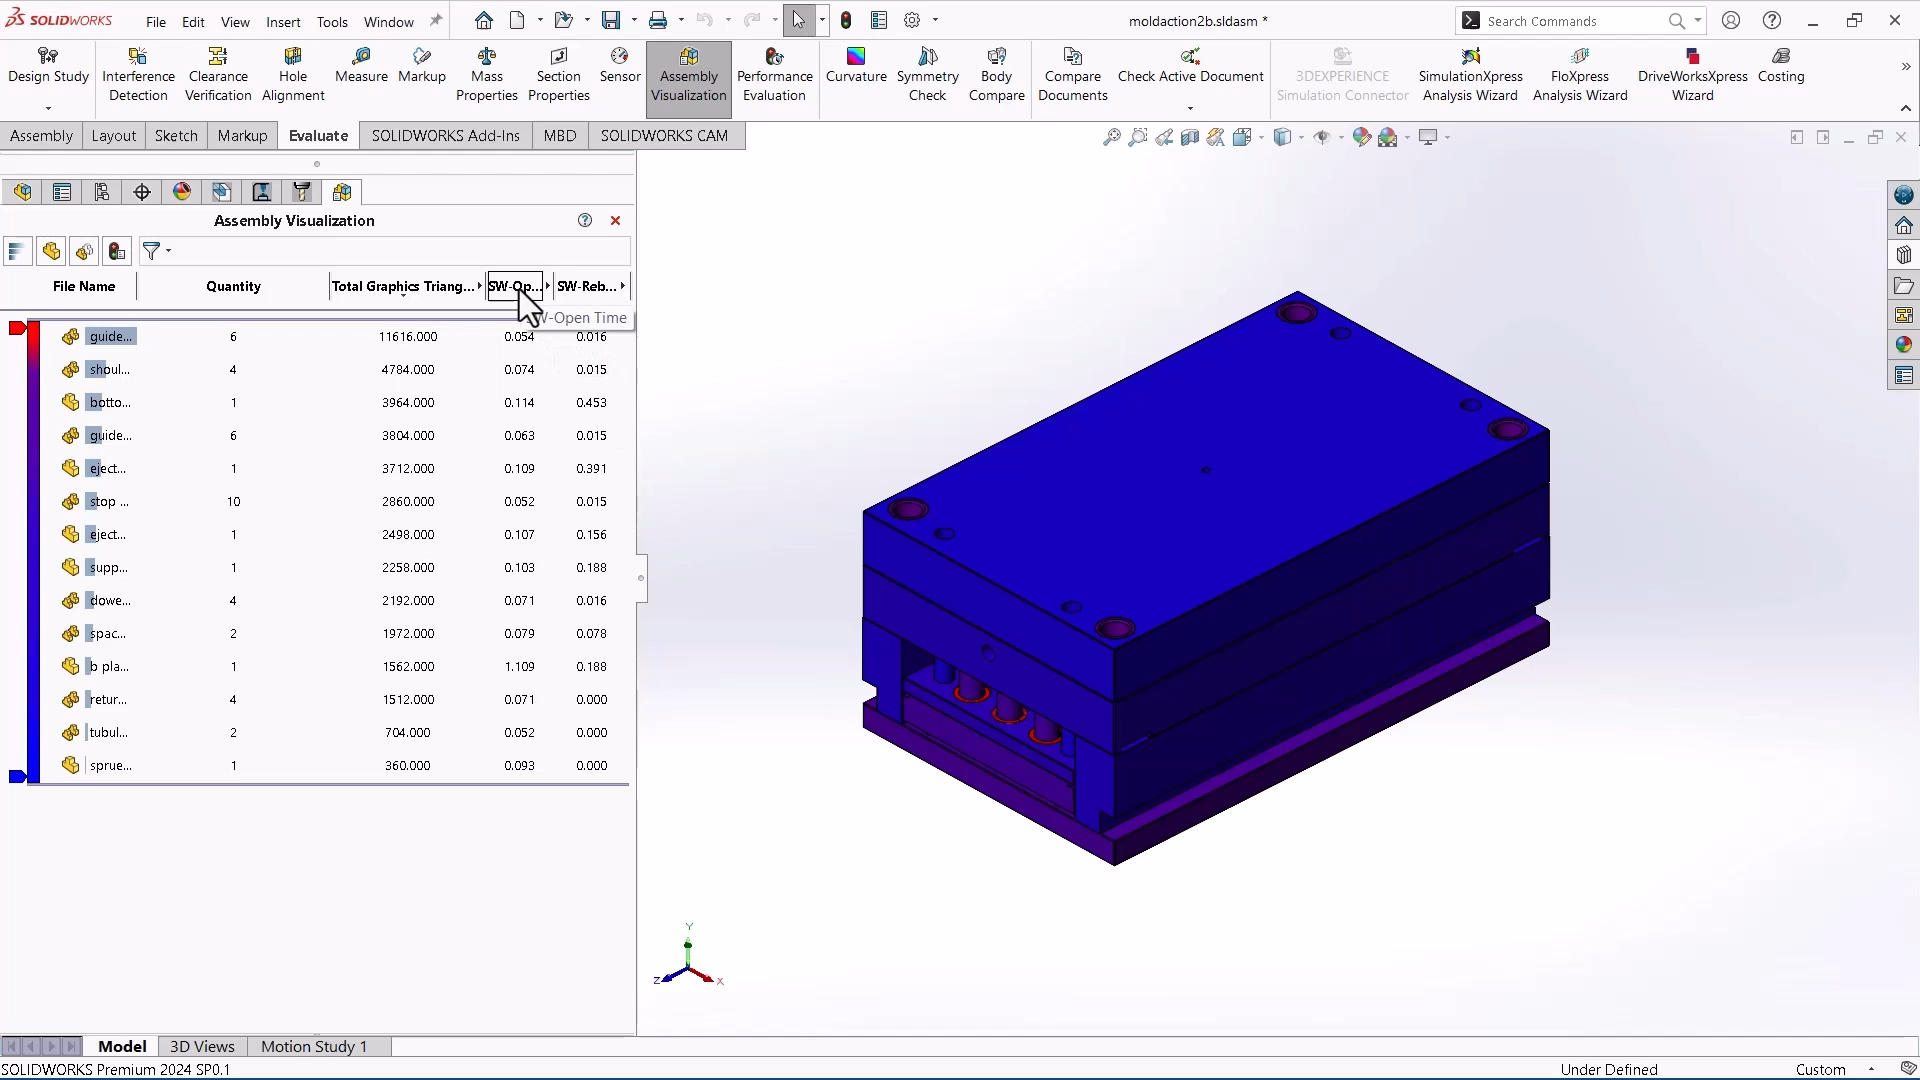 SOLIDWORKS File Edit View Insert Tools Window moldaction2b.sldasm * Search Commands
Design Study
Interference Detection
Clearance Verification
Hole Alignment
Measure
Markup
Mass Properties
Section Properties
Sensor
Assembly Visualization
Performance Evaluation
Curvature
Symmetry Check
Body Compare
Compare Documents
Check Active Document
3DEXPERIENCE Simulation Connector
SimulationXpress Analysis Wizard
FloXpress Analysis Wizard
DriveWorksXpress Wizard
Costing
Assembly Layout Sketch Markup Evaluate SOLIDWORKS Add-Ins MBD SOLIDWORKS CAM
Assembly Visualization
File Name Quantity Total Graphics Triang... SW-Op... SW-Reb...
W-Open Time
guide... 6 11616.000 0.054 0.016
shoul... 4 4784.000 0.074 0.015
botto... 1 3964.000 0.114 0.453
guide... 6 3804.000 0.063 0.015
eject... 1 3712.000 0.109 0.391
stop ... 10 2860.000 0.052 0.015
eject... 1 2498.000 0.107 0.156
supp... 1 2258.000 0.103 0.188
dowe... 4 2192.000 0.071 0.016
spac... 2 1972.000 0.079 0.078
b pla... 1 1562.000 1.109 0.188
retur... 4 1512.000 0.071 0.000
tubul... 2 704.000 0.052 0.000
sprue... 1 360.000 0.093 0.000
Y
Z X
Model 3D Views Motion Study 1
SOLIDWORKS Premium 2024 SP0.1 Under Defined Custom